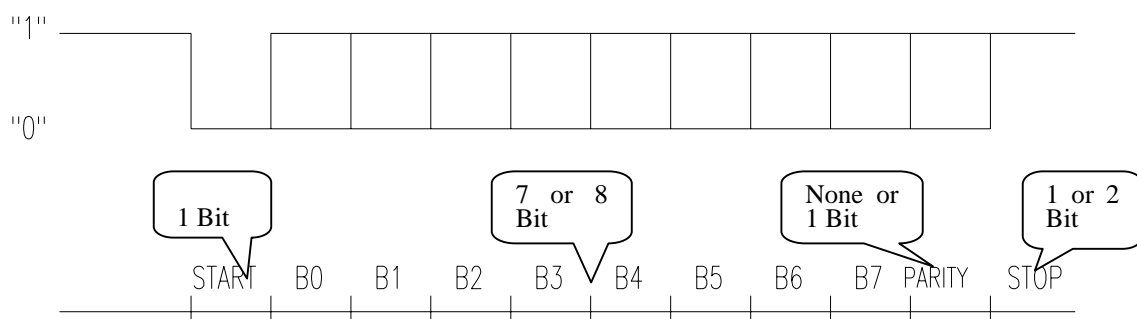 "1"
"0"
1 Bit
7 or 8
Bit
None or
1 Bit
1 or 2
Bit
START B0 B1 B2 B3 B4 B5 B6 B7 PARITY STOP